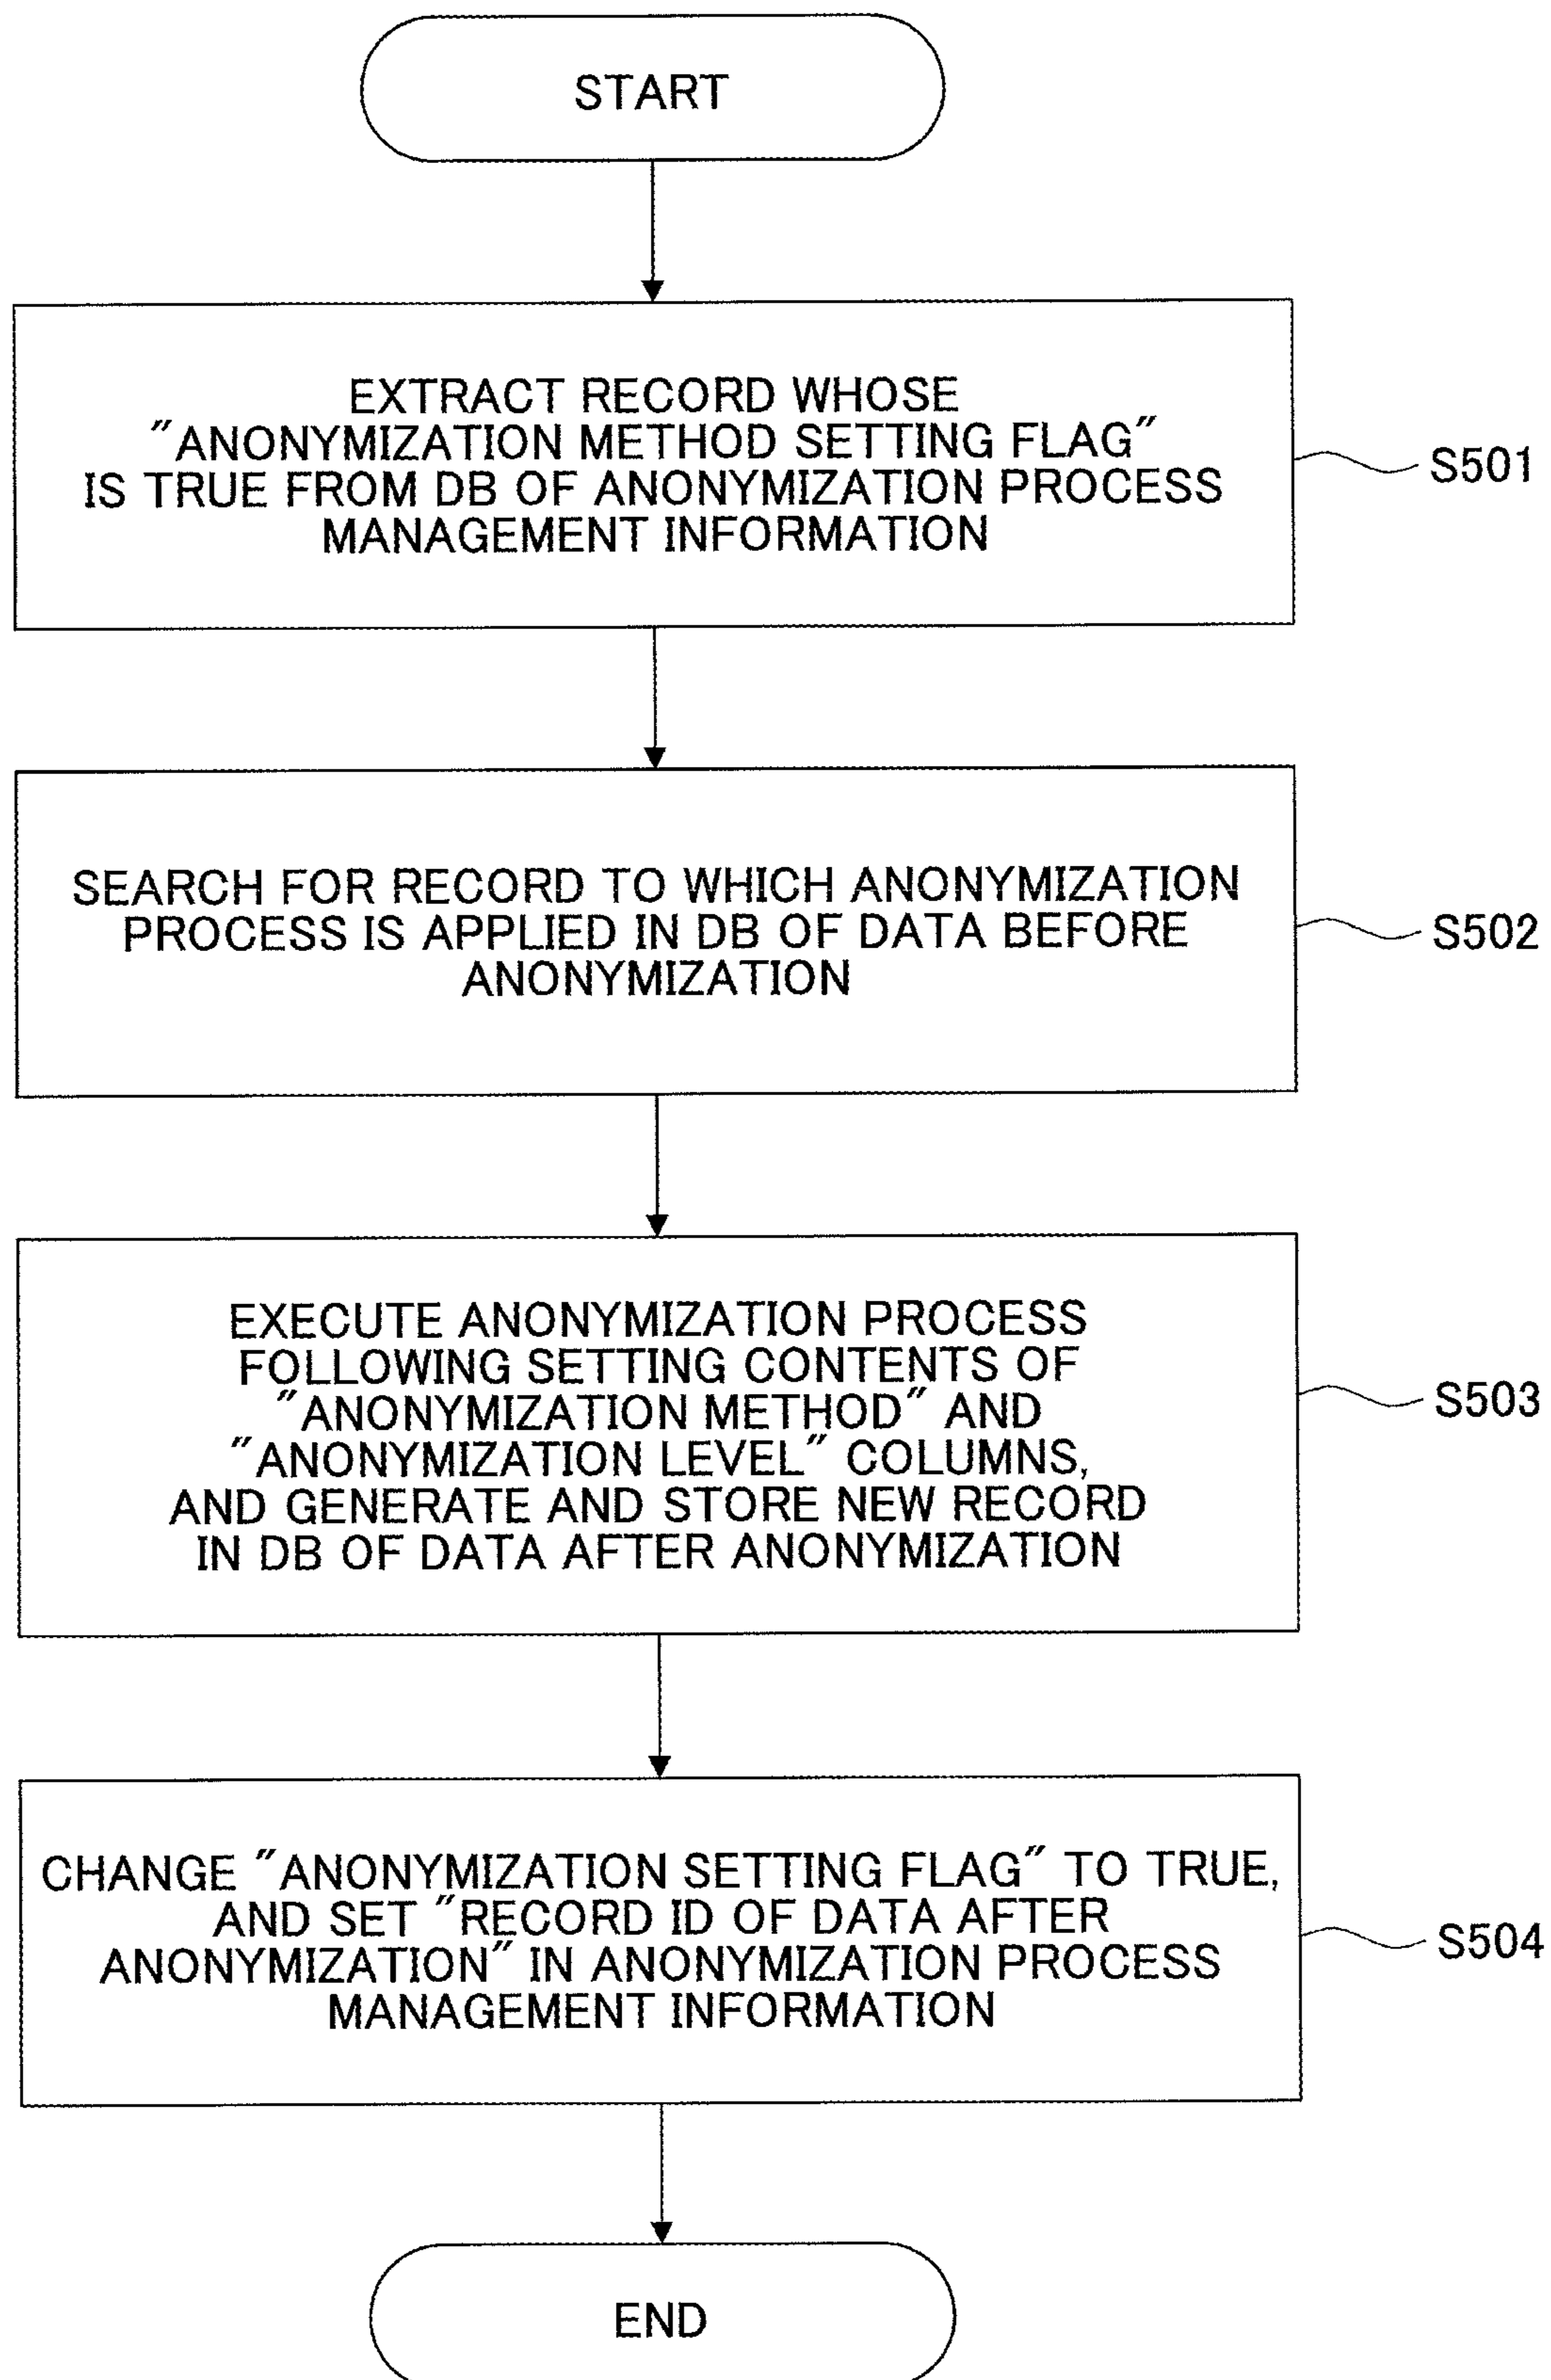 START
EXTRACT RECORD WHOSE
"ANONYMIZATION METHOD SETTING FLAG"
IS TRUE FROM DB OF ANONYMIZATION PROCESS
MANAGEMENT INFORMATION
S501
SEARCH FOR RECORD TO WHICH ANONYMIZATION
PROCESS IS APPLIED IN DB OF DATA BEFORE
ANONYMIZATION
S502
EXECUTE ANONYMIZATION PROCESS
FOLLOWING SETTING CONTENTS OF
"ANONYMIZATION METHOD" AND
"ANONYMIZATION LEVEL" COLUMNS,
AND GENERATE AND STORE NEW RECORD
IN DB OF DATA AFTER ANONYMIZATION
S503
CHANGE "ANONYMIZATION SETTING FLAG" TO TRUE,
AND SET "RECORD ID OF DATA AFTER
ANONYMIZATION" IN ANONYMIZATION PROCESS
MANAGEMENT INFORMATION
S504
END